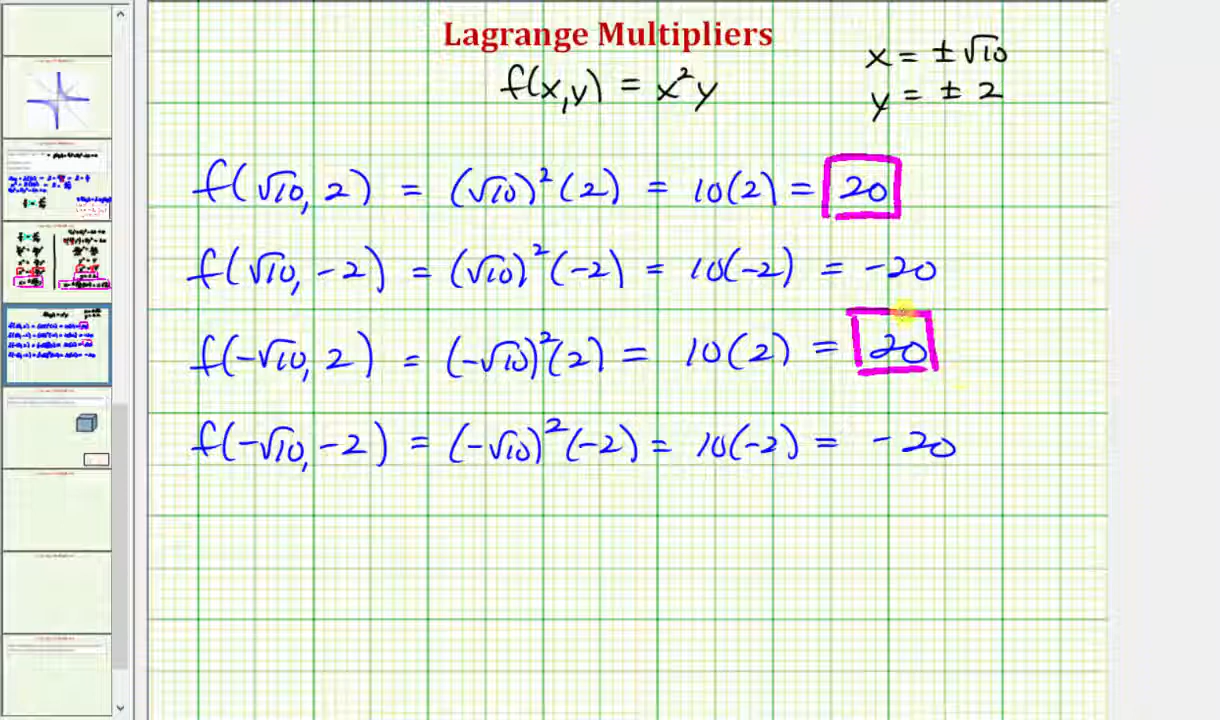 Lagrange Multipliers
f(x,y) = x²y
x = ±√10
y = ± 2
f(√10, 2) = (√10)²(2) = 10(2) = 20
f(√10, -2) = (√10)²(-2) = 10(-2) = -20
f(-√10, 2) = (-√10)²(2) = 10(2) = 20
f(-√10, -2) = (-√10)²(-2) = 10(-2) = -20